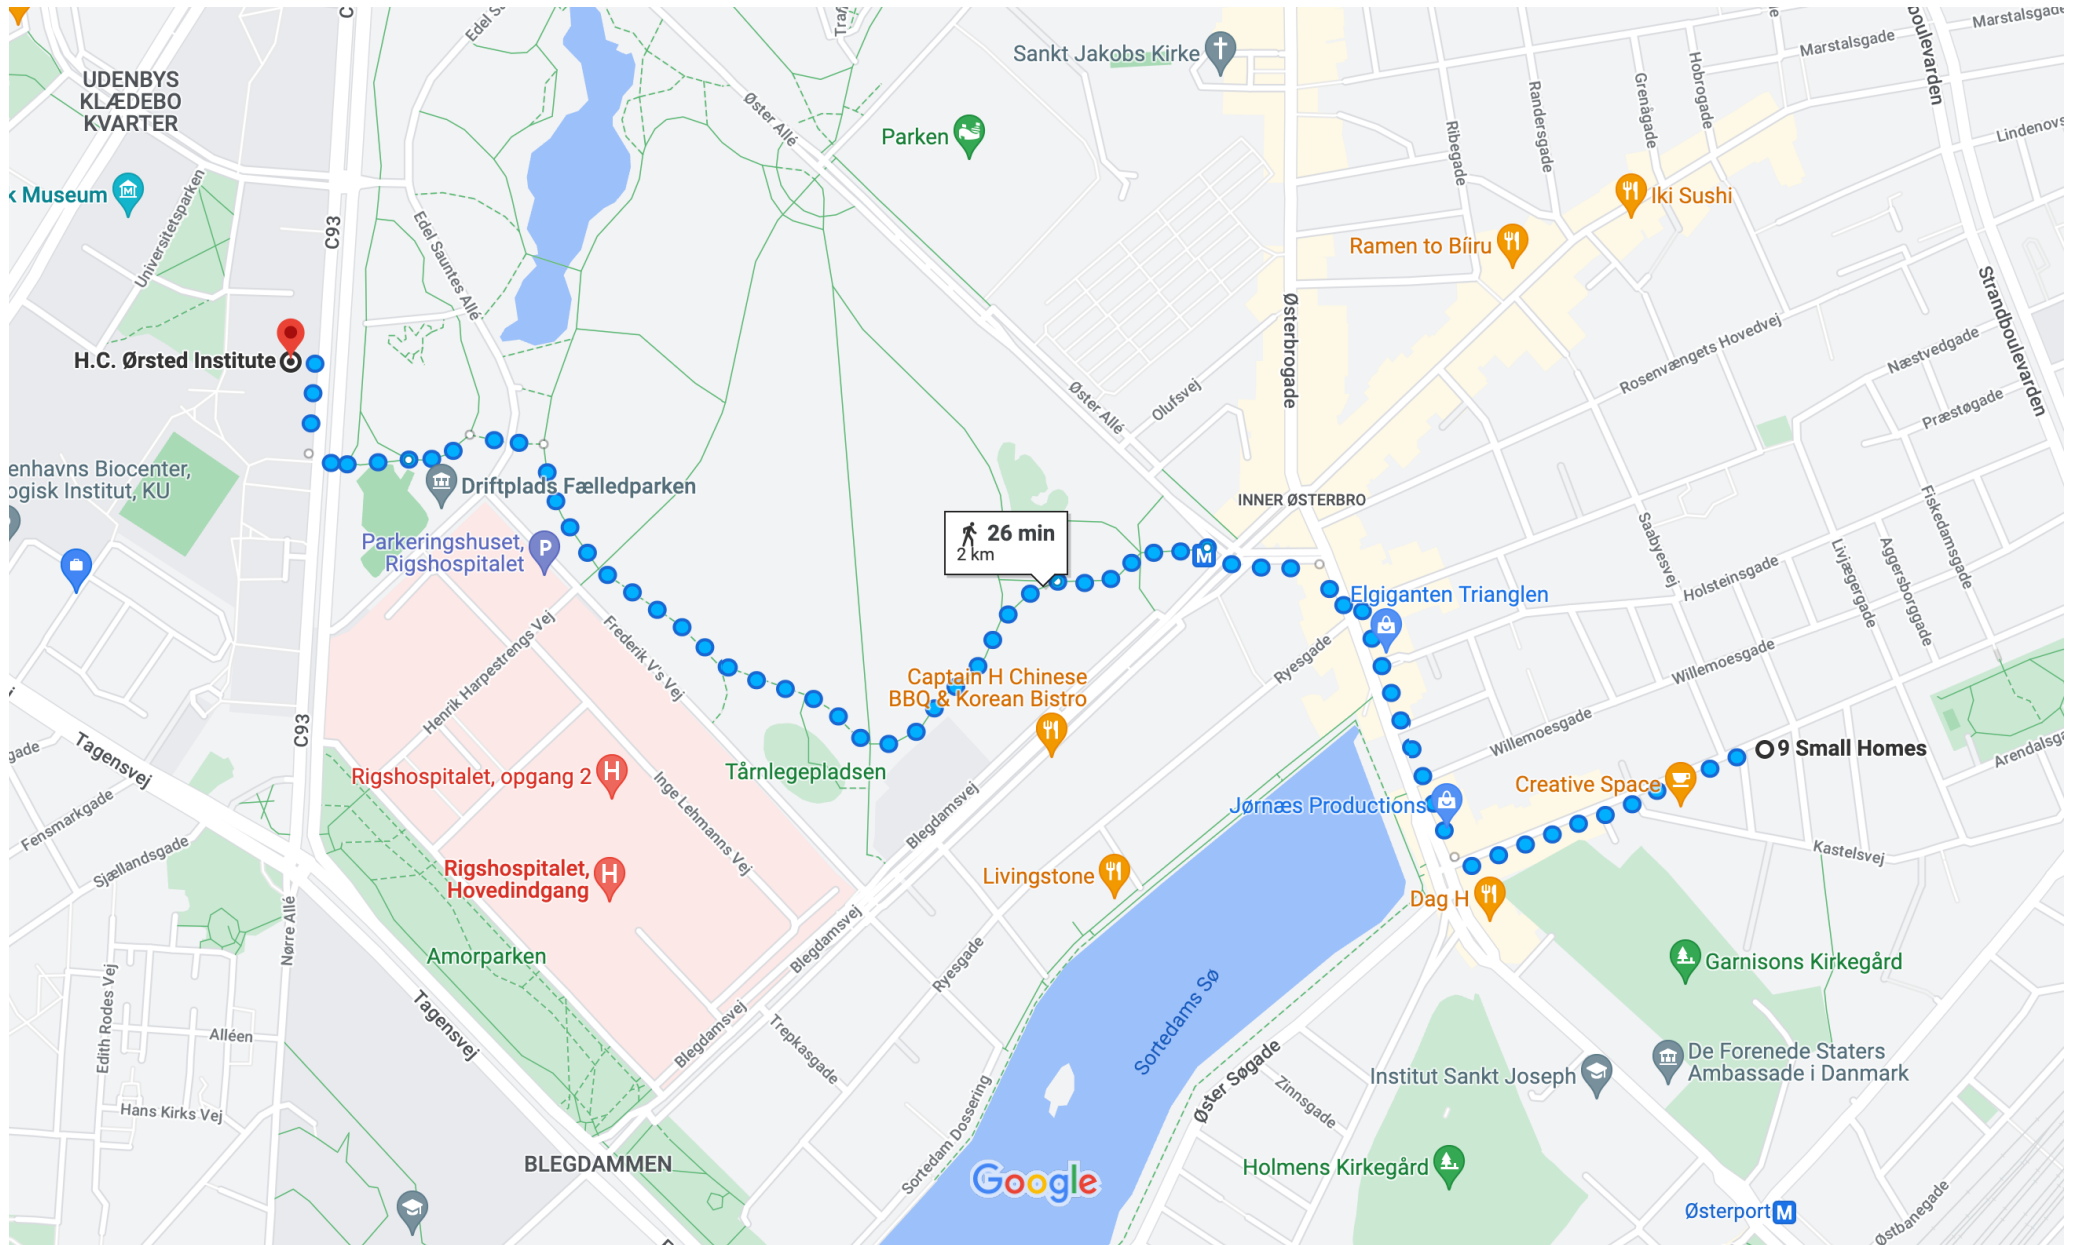 Edel S
Tra
C
Sankt Jakobs Kirke
Marstalsgade
Marstalsgade
boulevarden
UDENBYS
KLÆDEBO
KVARTER
Øster Allé
Parken
Randersgade
Grenågade
Hobrogade
Ribegade
Lindenovs
k Museum
Universitetsparken
C93
Edel Sauntes Allé
Iki Sushi
Ramen to Bíiru
Østerbrogade
Strandboulevarden
H.C. Ørsted Institute
Rosenvængets Hovedvej
Næstvedgade
Præstøgade
Øster Allé
Olufsvej
enhavns Biocenter,
ogisk Institut, KU
Driftplads Fælledparken
INNER ØSTERBRO
26 min
2 km
M
Parkeringshuset,
Rigshospitalet
P
Saabyesvej
Fiskedamsgade
Livjægergade
Aggersborggade
Holsteinsgade
Elgiganten Trianglen
Henrik Harpestrengs Vej
Frederik V's Vej
Ryesgade
Willemoesgade
Captain H Chinese
BBQ & Korean Bistro
C93
Tagensvej
gade
Willemoesgade
9 Small Homes
Arendalsga
Rigshospitalet, opgang 2
H
Tårnlegepladsen
Inge Lehmanns Vej
Blegdamsvej
Jørnæs Productions
Creative Space
Kastelsvej
Fensmarkgade
Sjællandsgade
Rigshospitalet,
Hovedindgang
H
Livingstone
Dag H
Nørre Allé
Amorparken
Blegdamsvej
Ryesgade
Garnisons Kirkegård
Edith Rodes Vej
Alléen
Tagensvej
Blegdamsvej
Trepkasgade
Sortedams Sø
Øster Søgade
Zinnsgade
Institut Sankt Joseph
De Forenede Staters
Ambassade i Danmark
Hans Kirks Vej
BLEGDAMMEN
Sortedam Dossering
Google
Holmens Kirkegård
Østerport M
Østbanegade